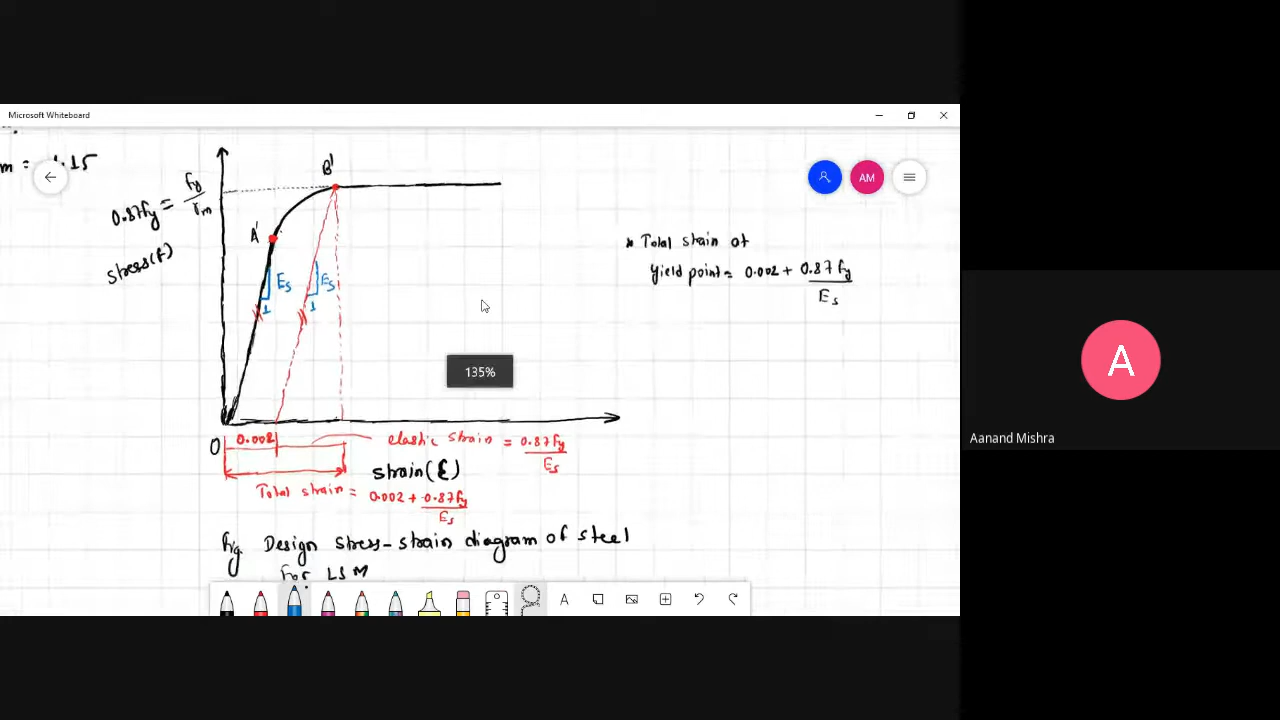 Microsoft Whiteboard
m = 1.15
AM
B'
0.87fy = fy/γm
A'
stress(f)
Es
1
Es
1
* Total strain at
yield point = 0.002 + 0.87 fy/Es
135%
A
Aanand Mishra
O
0.002
elastic strain = 0.87fy/Es
strain(ε)
Total strain = 0.002 + 0.87fy/Es
Fig. Design stress-strain diagram of steel
For LSM
A